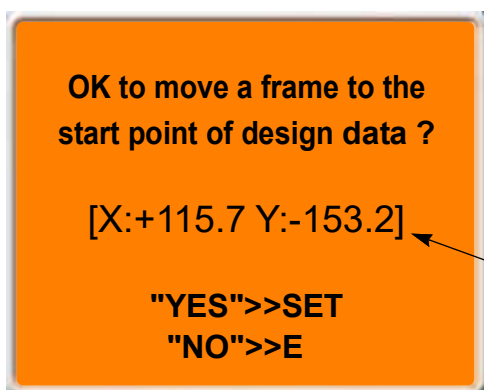 OK to move a frame to the
start point of design data ?
[X:+115.7 Y:-153.2]
"YES">>SET
"NO">>E